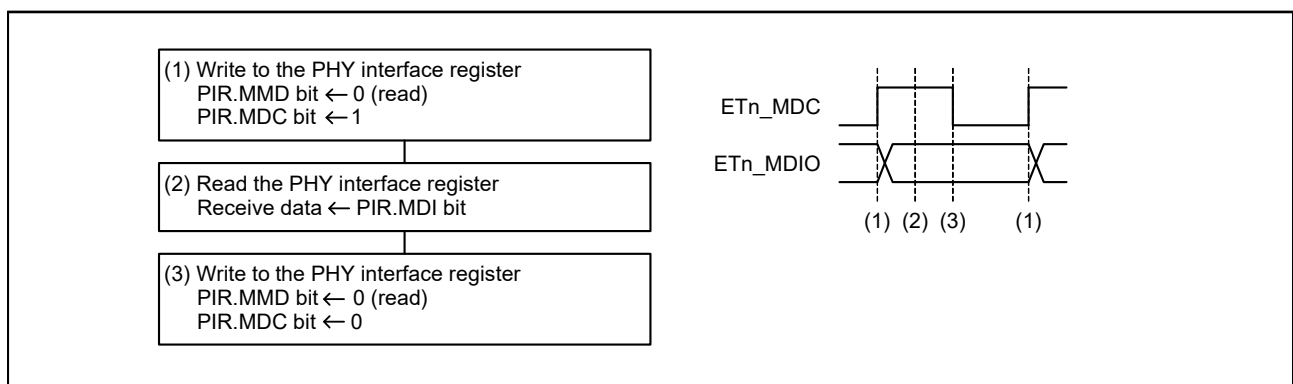 (1) Write to the PHY interface register
PIR.MMD bit ← 0 (read)
PIR.MDC bit ← 1
(2) Read the PHY interface register
Receive data ← PIR.MDI bit
(3) Write to the PHY interface register
PIR.MMD bit ← 0 (read)
PIR.MDC bit ← 0
ETn_MDC
ETn_MDIO
(1) (2) (3) (1)